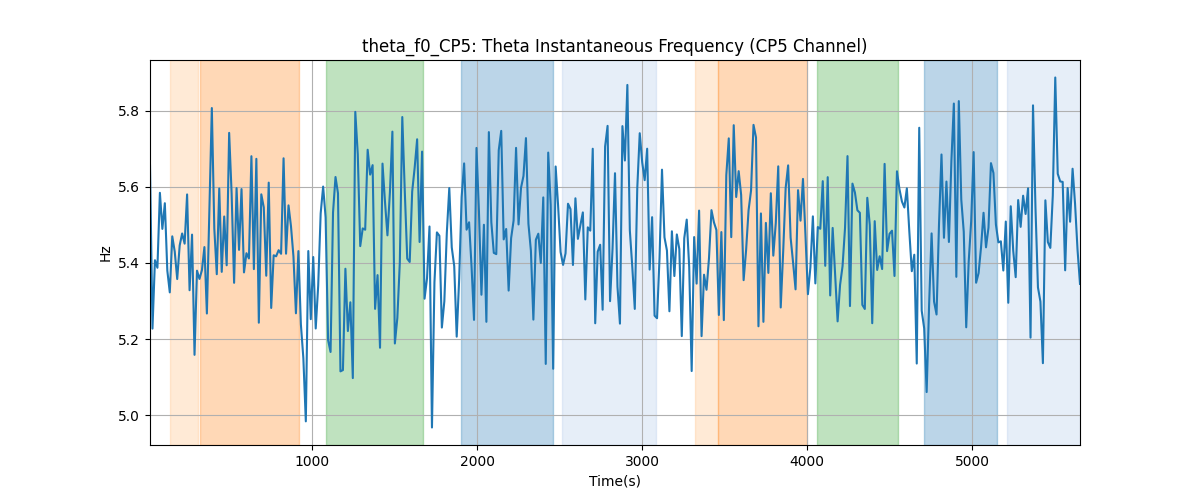 theta_f0_CP5: Theta Instantaneous Frequency (CP5 Channel)
Hz
5.8
5.6
5.4
5.2
5.0
1000 2000 3000 4000 5000
Time(s)